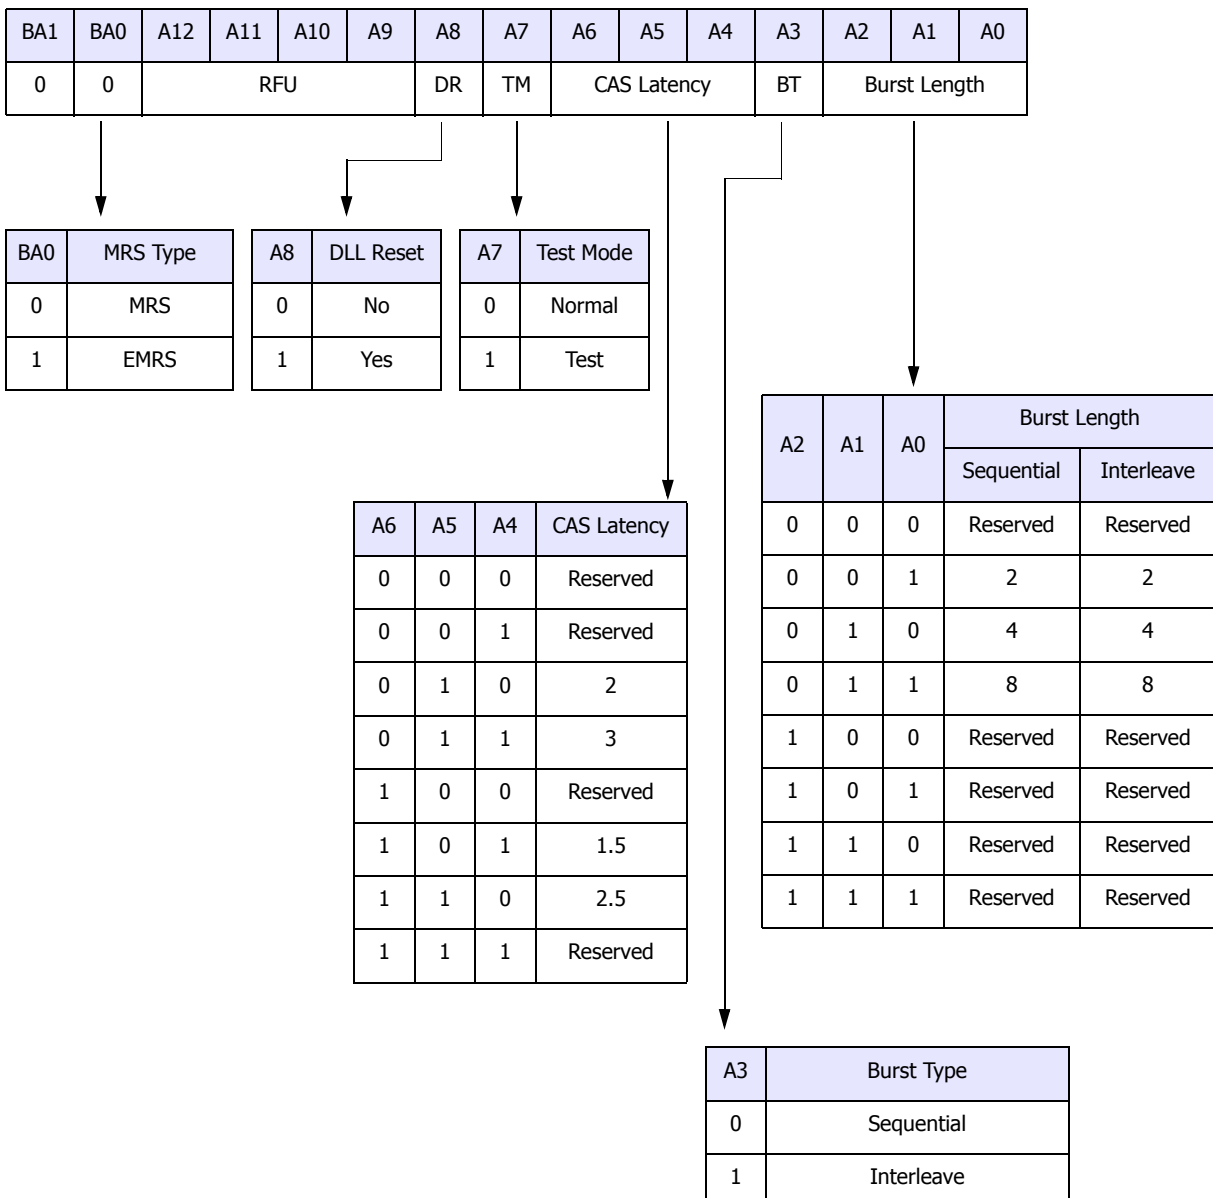 BA1 BA0 A12 A11 A10 A9 A8 A7 A6 A5 A4 A3 A2 A1 A0
0 0 RFU DR TM CAS Latency BT Burst Length
BA0 MRS Type
0 MRS
1 EMRS
A8 DLL Reset
0 No
1 Yes
A7 Test Mode
0 Normal
1 Test
A6 A5 A4 CAS Latency
0 0 0 Reserved
0 0 1 Reserved
0 1 0 2
0 1 1 3
1 0 0 Reserved
1 0 1 1.5
1 1 0 2.5
1 1 1 Reserved
A2 A1 A0 Burst Length
Sequential Interleave
0 0 0 Reserved Reserved
0 0 1 2 2
0 1 0 4 4
0 1 1 8 8
1 0 0 Reserved Reserved
1 0 1 Reserved Reserved
1 1 0 Reserved Reserved
1 1 1 Reserved Reserved
A3 Burst Type
0 Sequential
1 Interleave